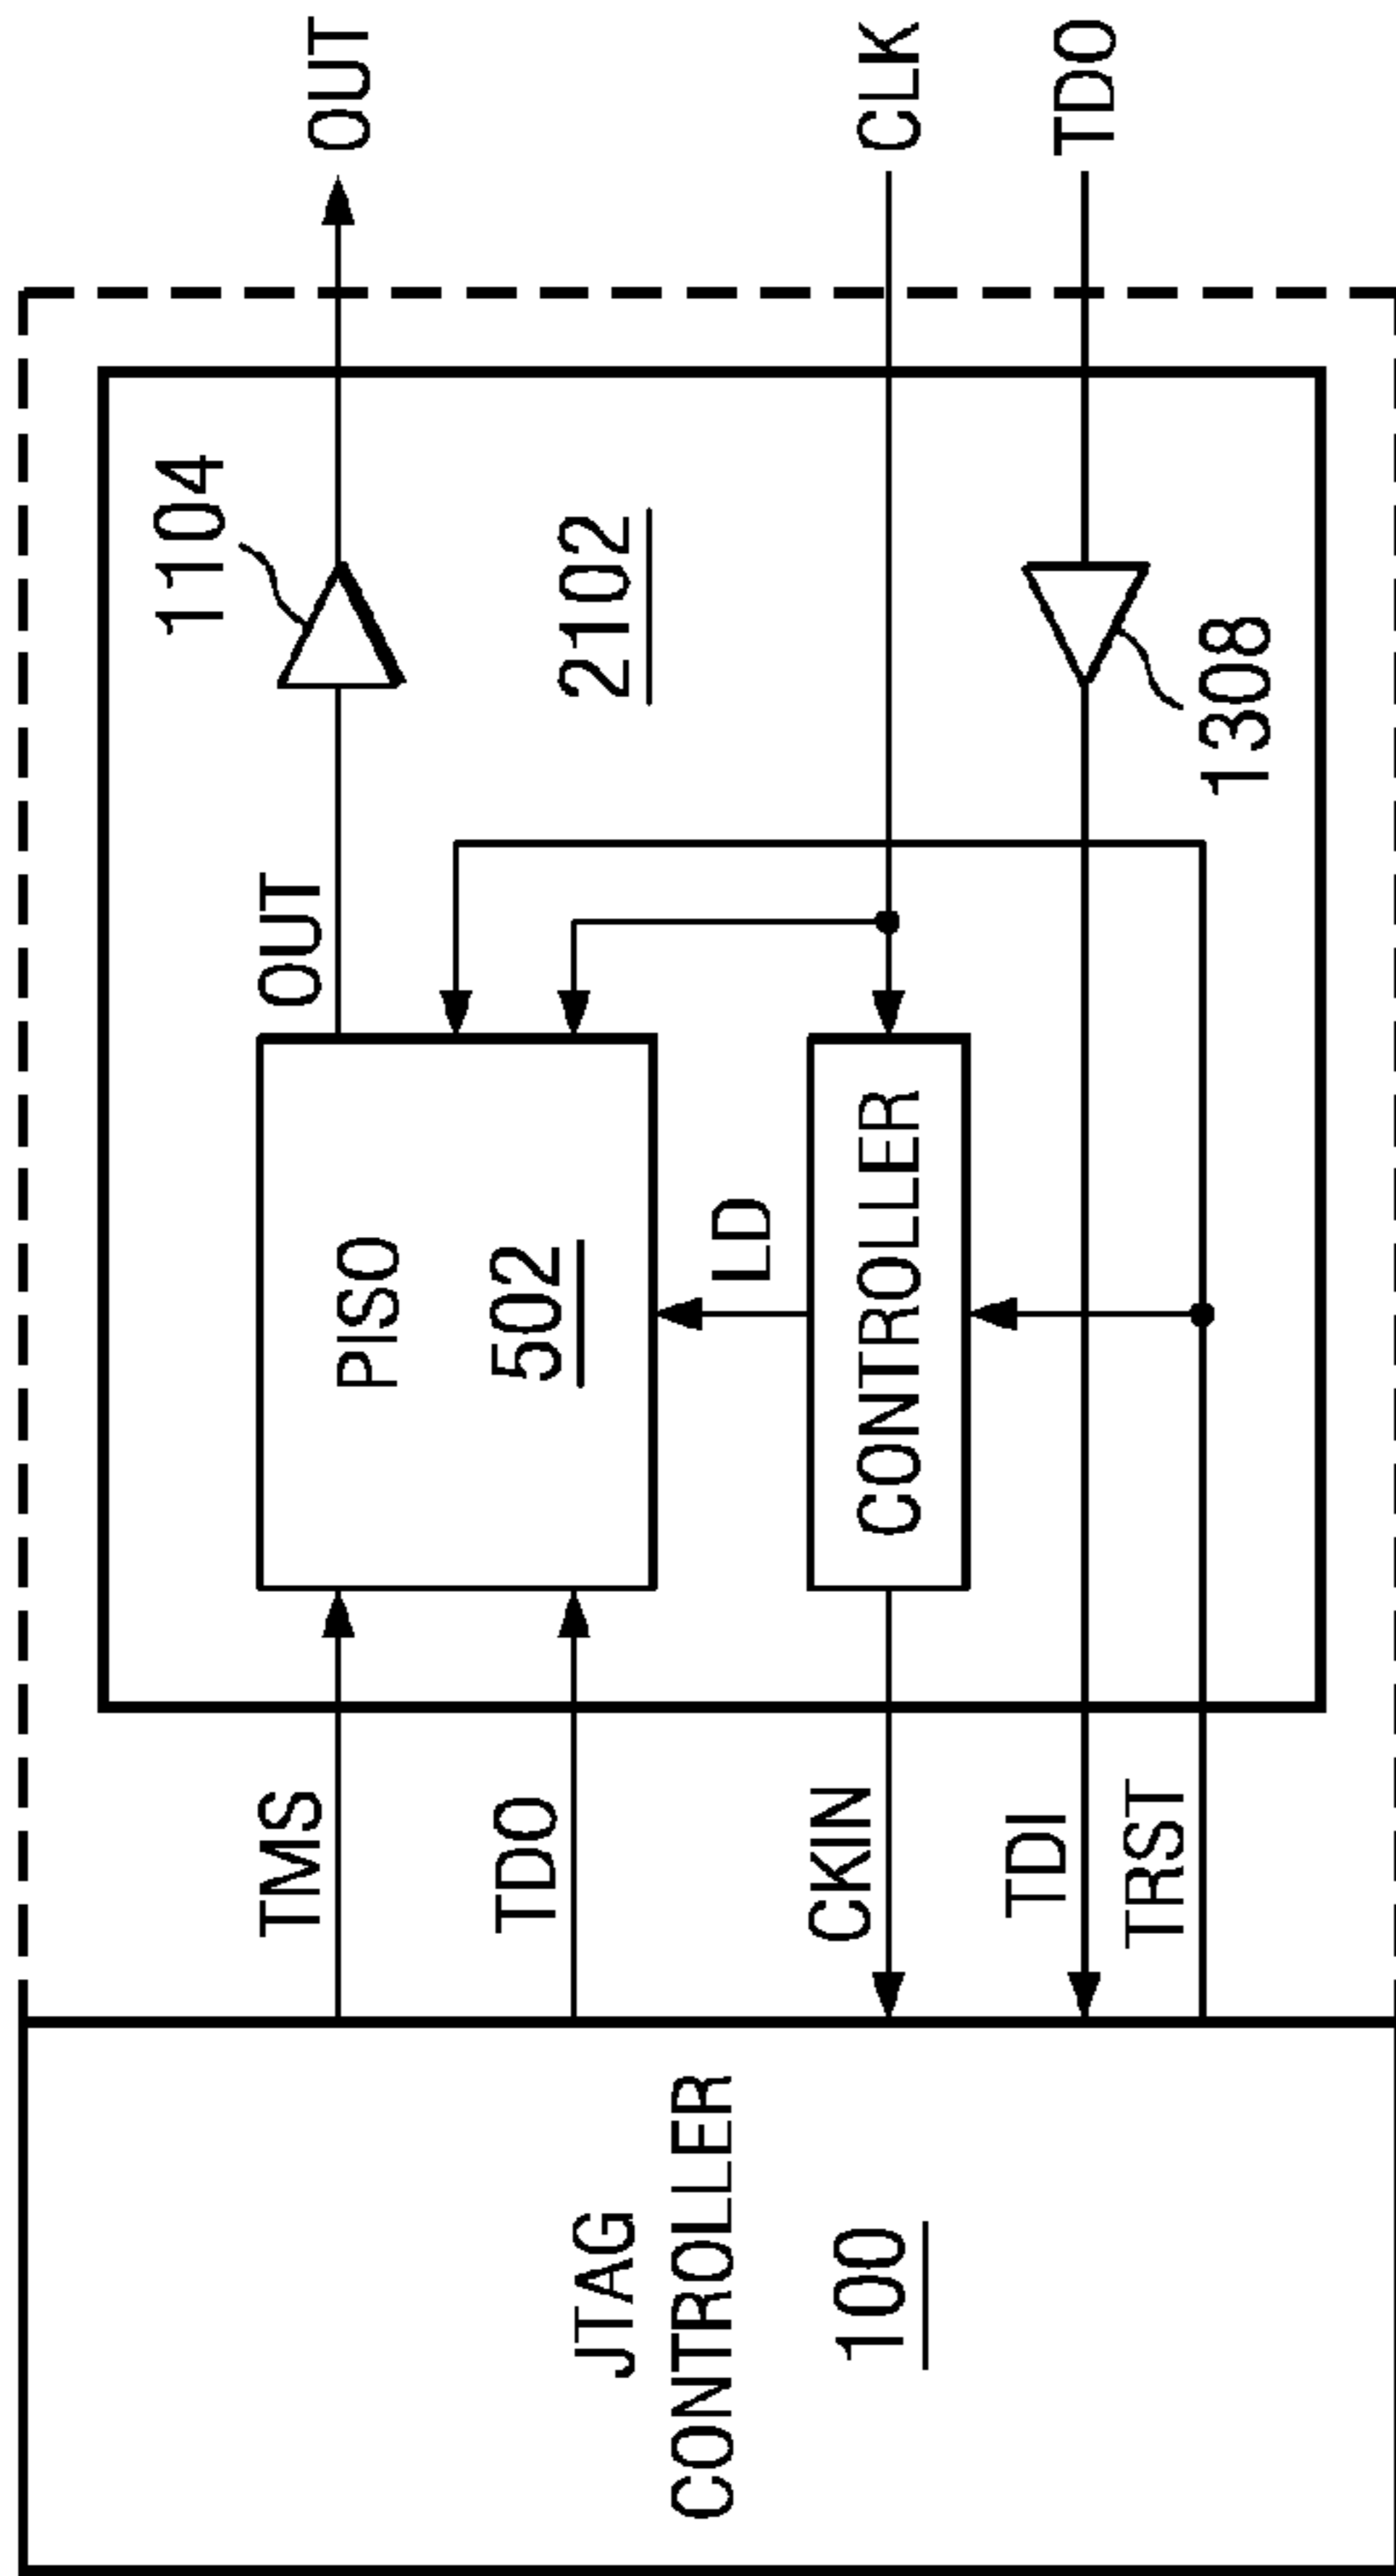 JTAG
CONTROLLER
100
TMS
TDO
CKIN
TDI
TRST
PISO
502
LD
CONTROLLER
OUT
1104
2102
1308
OUT
CLK
TDO